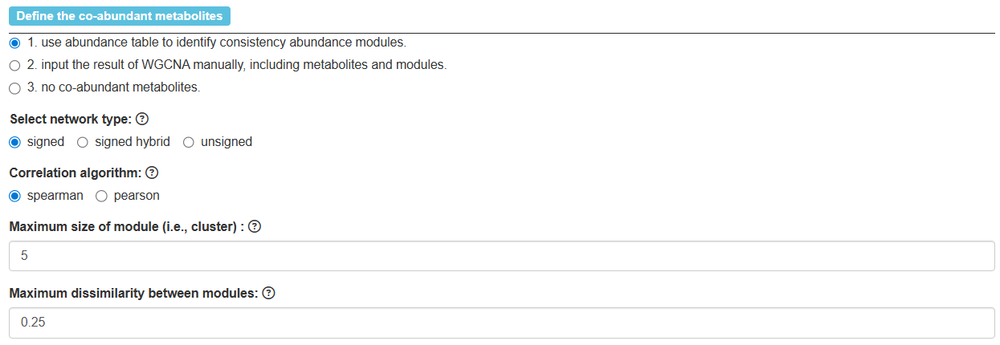 Define the co-abundant metabolites
1. use abundance table to identify consistency abundance modules.
2. input the result of WGCNA manually, including metabolites and modules.
3. no co-abundant metabolites.
Select network type: ?
signed signed hybrid unsigned
Correlation algorithm: ?
spearman pearson
Maximum size of module (i.e., cluster) : ?
5
Maximum dissimilarity between modules: ?
0.25